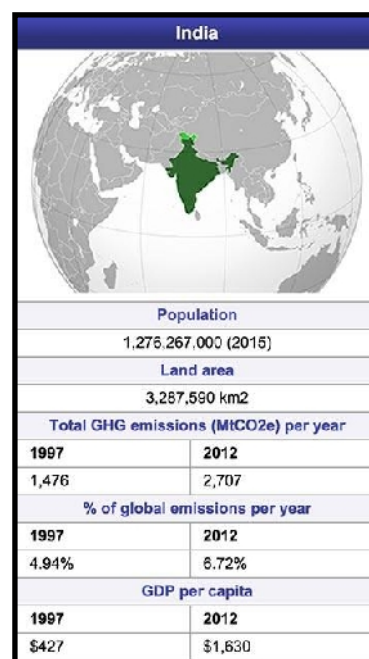 India
Population
1,276,267,000 (2015)
Land area
3,287,590 km2
Total GHG emissions (MtCO2e) per year
1997 2012
1,476 2,707
% of global emissions per year
1997 2012
4.94% 6.72%
GDP per capita
1997 2012
$427 $1,630